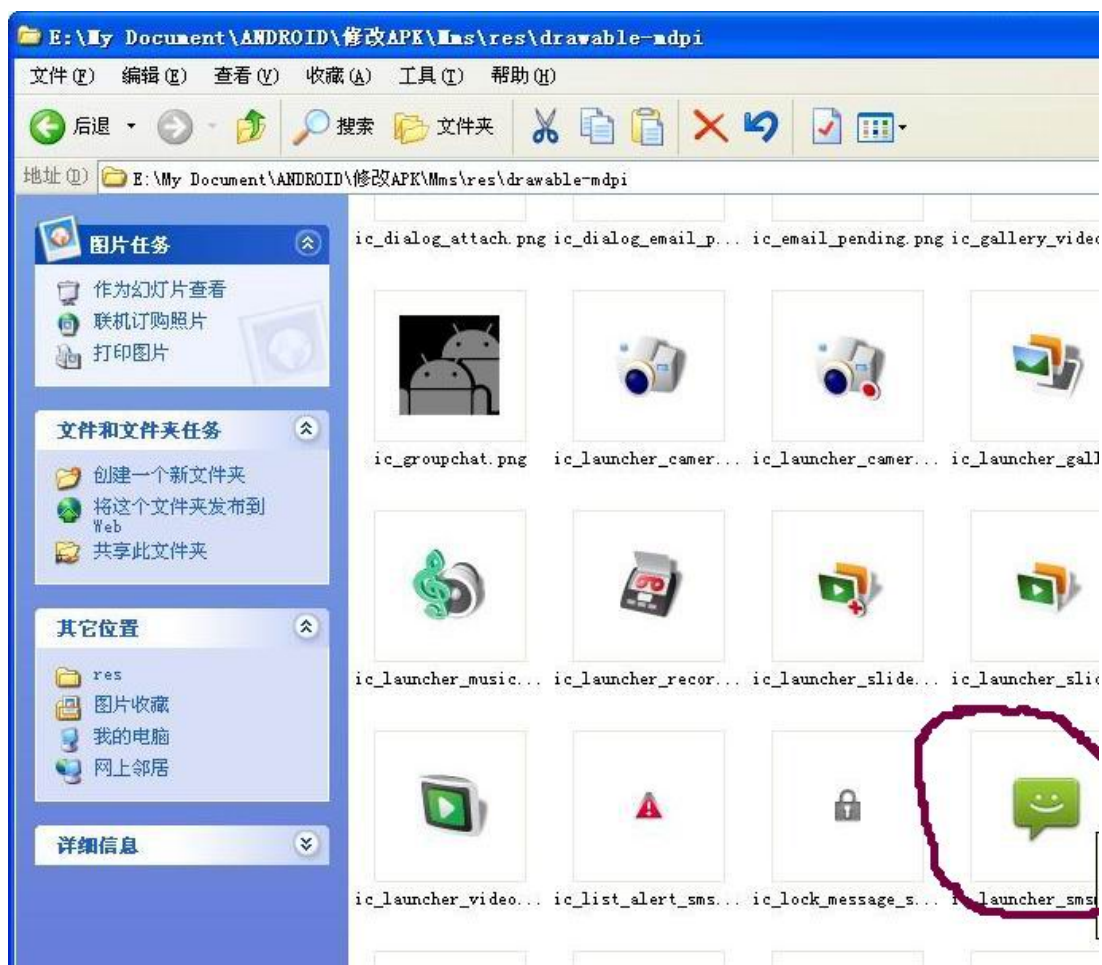 E:\My Document\ANDROID\修改APK\Mms\res\drawable-mdpi
文件(F) 编辑(E) 查看(V) 收藏(A) 工具(T) 帮助(H)
后退 搜索 文件夹
地址(D) E:\My Document\ANDROID\修改APK\Mms\res\drawable-mdpi
图片任务
作为幻灯片查看
联机订购照片
打印图片
文件和文件夹任务
创建一个新文件夹
将这个文件夹发布到
Web
共享此文件夹
其它位置
res
图片收藏
我的电脑
网上邻居
详细信息
ic_dialog_attach.png ic_dialog_email_p... ic_email_pending.png ic_gallery_video
ic_groupchat.png ic_launcher_camer... ic_launcher_camer... ic_launcher_gall
ic_launcher_music... ic_launcher_recor... ic_launcher_slide... ic_launcher_slid
ic_launcher_video... ic_list_alert_sms... ic_lock_message_s... ic_launcher_sms